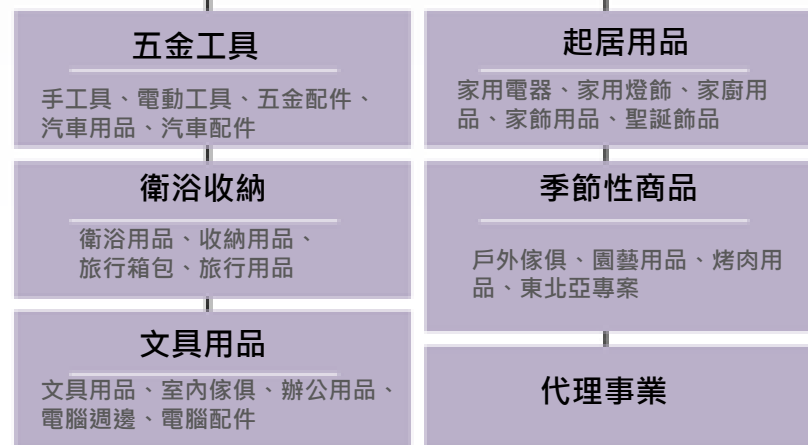 五金工具
手工具、電動工具、五金配件、
汽車用品、汽車配件
衛浴收納
衛浴用品、收納用品、
旅行箱包、旅行用品
文具用品
文具用品、室內傢俱、辦公用品、
電腦週邊、電腦配件
起居用品
家用電器、家用燈飾、家廚用
品、家飾用品、聖誕飾品
季節性商品
戶外傢俱、園藝用品、烤肉用
品、東北亞專案
代理事業